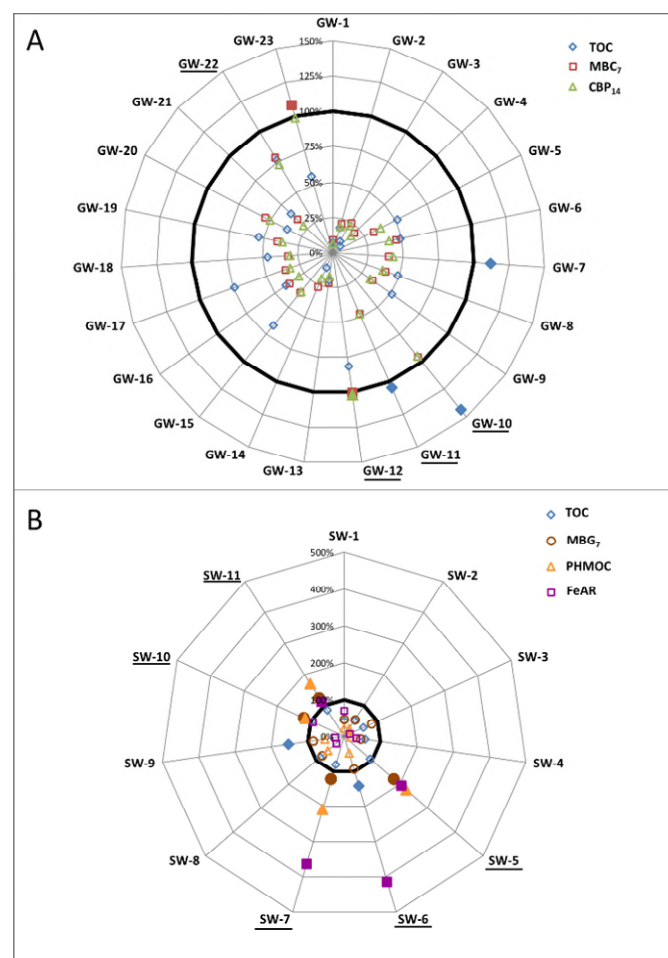 A
GW-1
GW-2
GW-3
GW-4
GW-5
GW-6
GW-7
GW-8
GW-9
GW-10
GW-11
GW-12
GW-13
GW-14
GW-15
GW-16
GW-17
GW-18
GW-19
GW-20
GW-21
GW-22
GW-23
150%
125%
100%
75%
50%
25%
0%
TOC
MBC₇
CBP₁₄
B
SW-1
SW-2
SW-3
SW-4
SW-5
SW-6
SW-7
SW-8
SW-9
SW-10
SW-11
500%
400%
300%
200%
100%
0%
TOC
MBG₇
PHMOC
FeAR